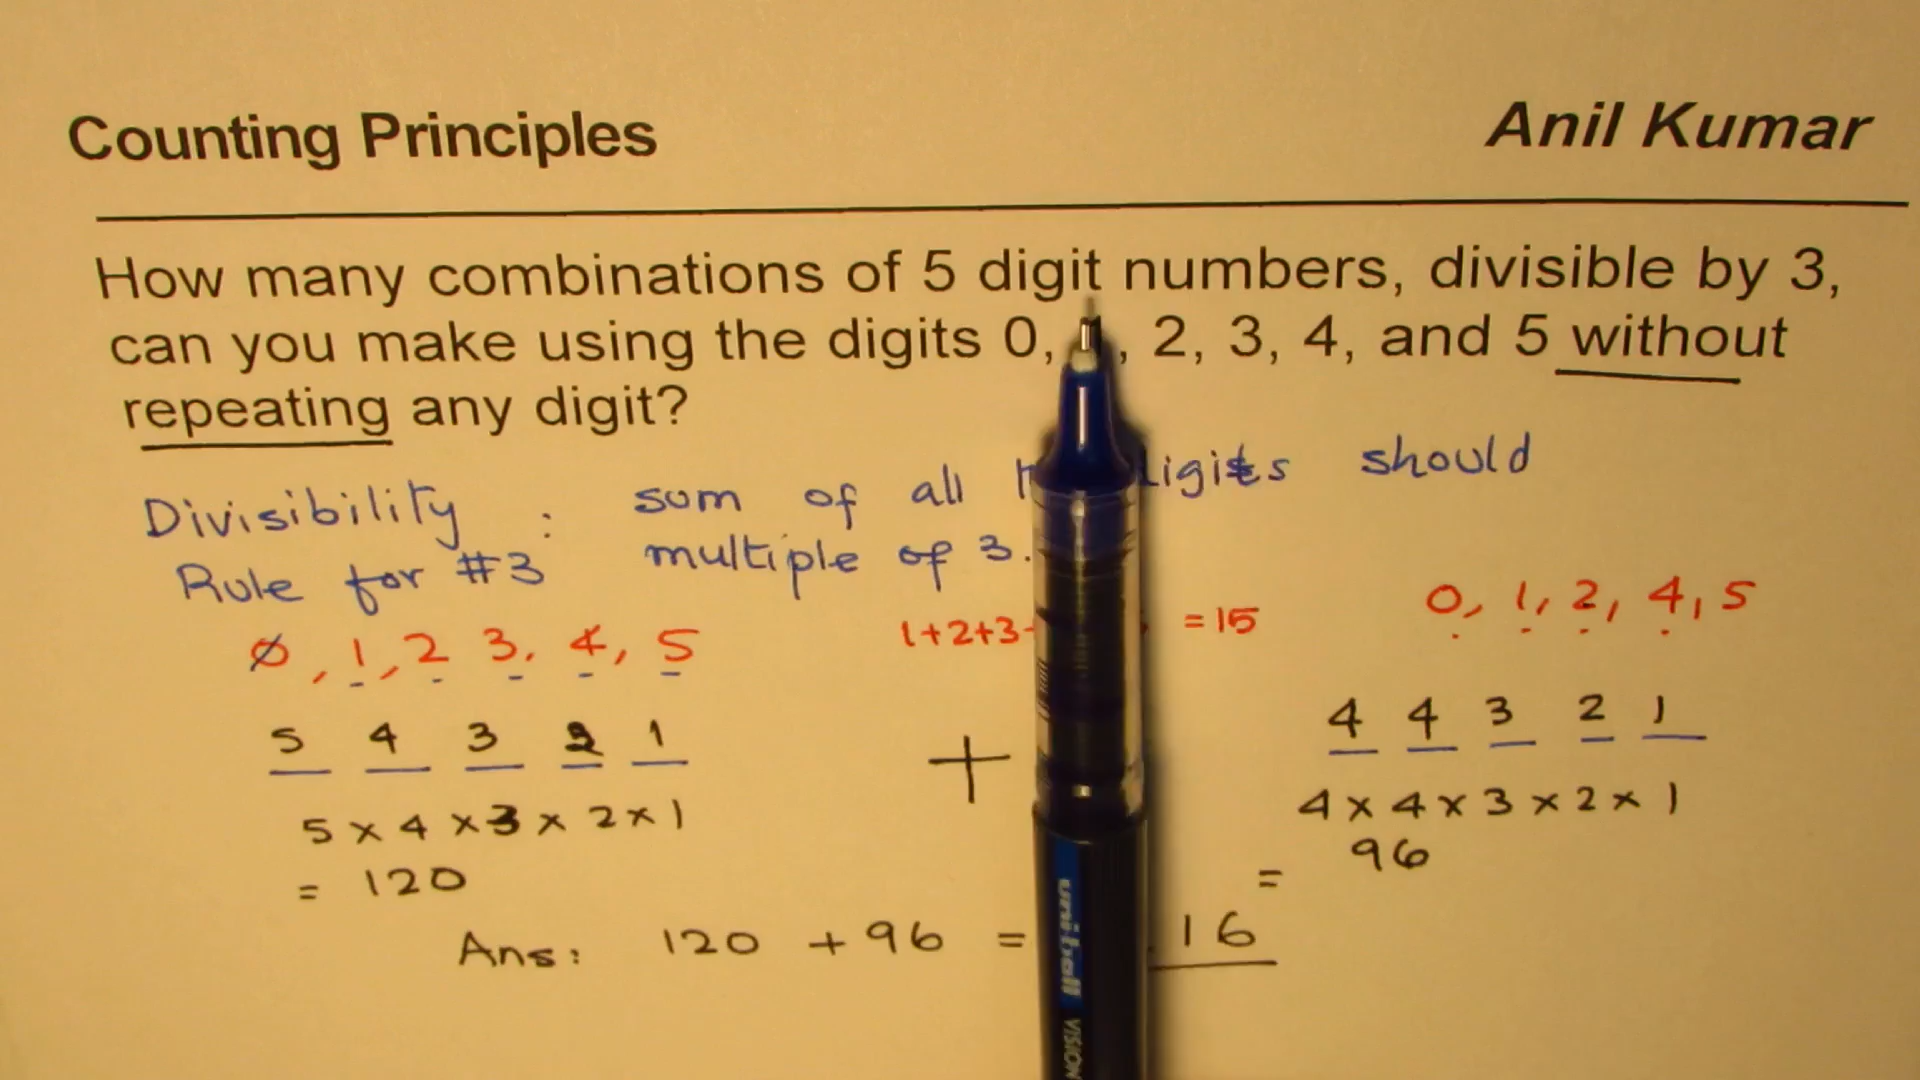 Counting Principles
Anil Kumar
How many combinations of 5 digit numbers, divisible by 3,
can you make using the digits 0, , 2, 3, 4, and 5 without
repeating any digit?
Divisibility : sum of all digits should
Rule for #3 multiple of 3.
0, 1, 2 3, 4, 5
1+2+3+ = 15
0, 1, 2, 4, 5
5 4 3 2 1
+
4 4 3 2 1
5 x 4 x 3 x 2 x 1
4 x 4 x 3 x 2 x 1
= 120
= 96
Ans: 120 + 96 = 16
uni-ball
VISION